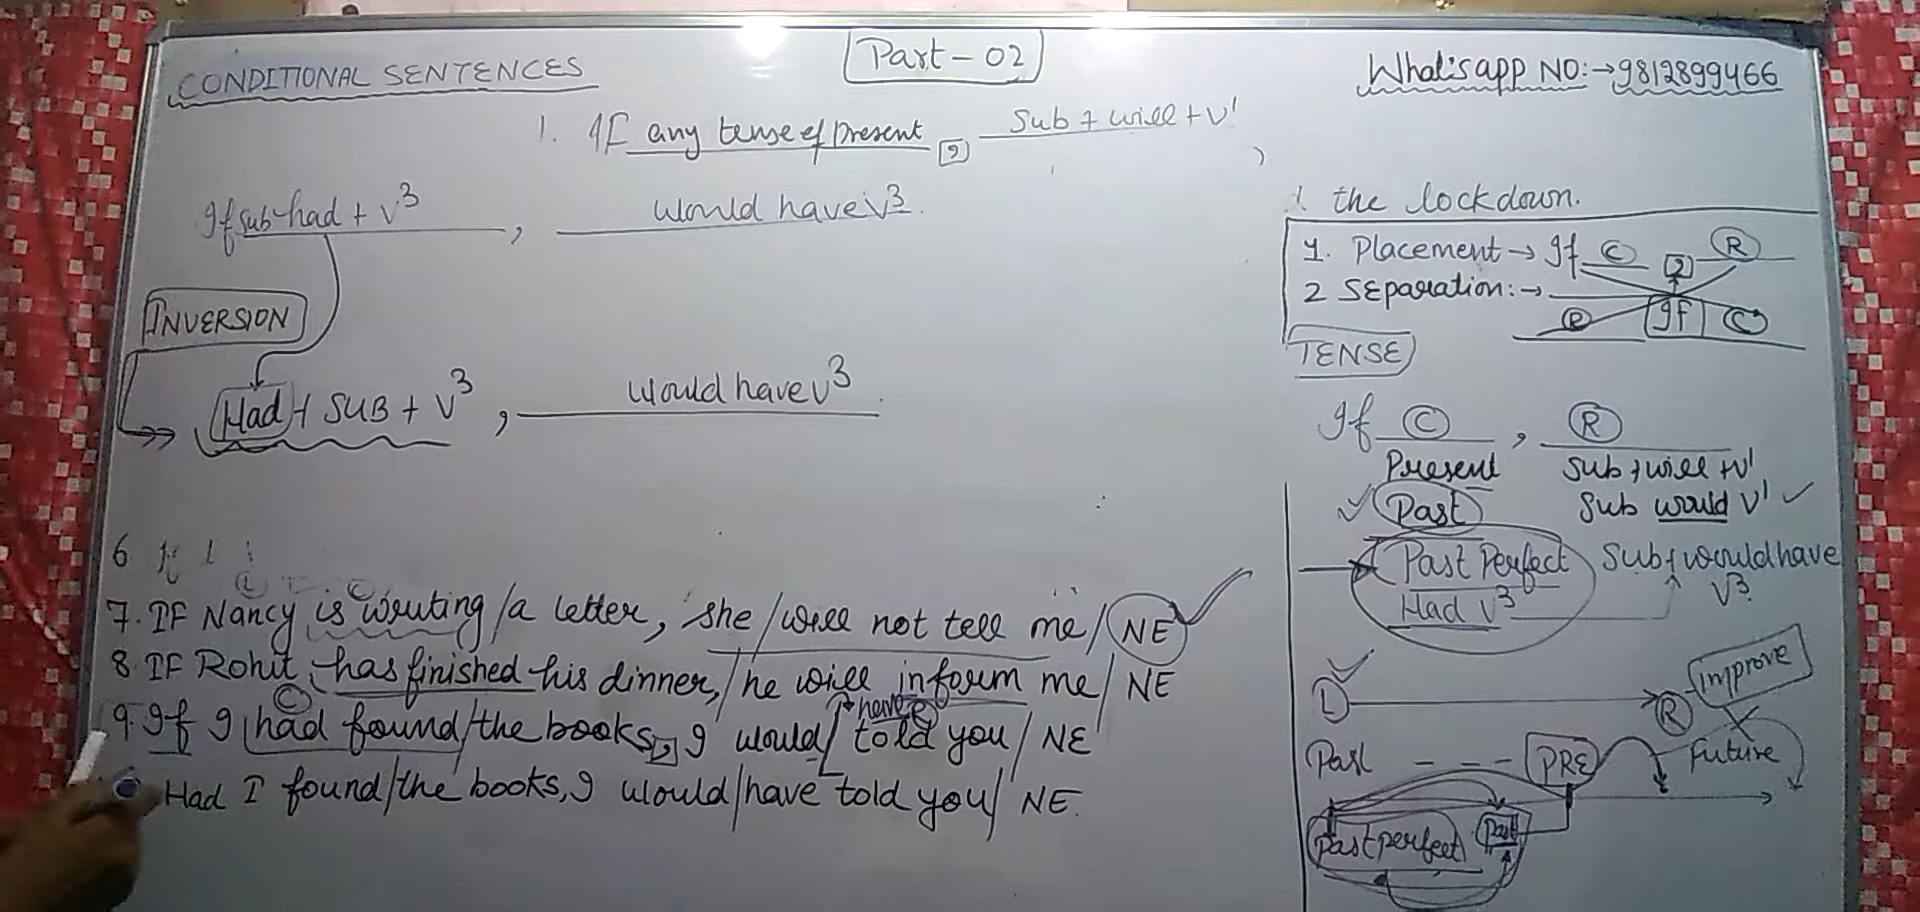 CONDITIONAL SENTENCES
Part-02
Whatsapp NO:→9812899466
1. If any tense of present , Sub + will + V1
If sub had + V3 , would have V3.
INVERSION
Had + SUB + V3 , would have V3.
6
7. IF Nancy is writing /a letter, she /will not tell me/ NE
8. IF Rohit has finished his dinner, /he will inform me/ NE
have
9. If I had found /the books, I would/ told you/ NE
Had I found /the books, I would /have told you/ NE.
the lockdown.
1. Placement → If C , R
2 Separation:→
R If C
TENSE
If C , R
Present Sub + will + V1
Past Sub would V1
Past Perfect Sub + would have
Had V3 V3
L R improve
Past --- PRE Future
Past perfect Past